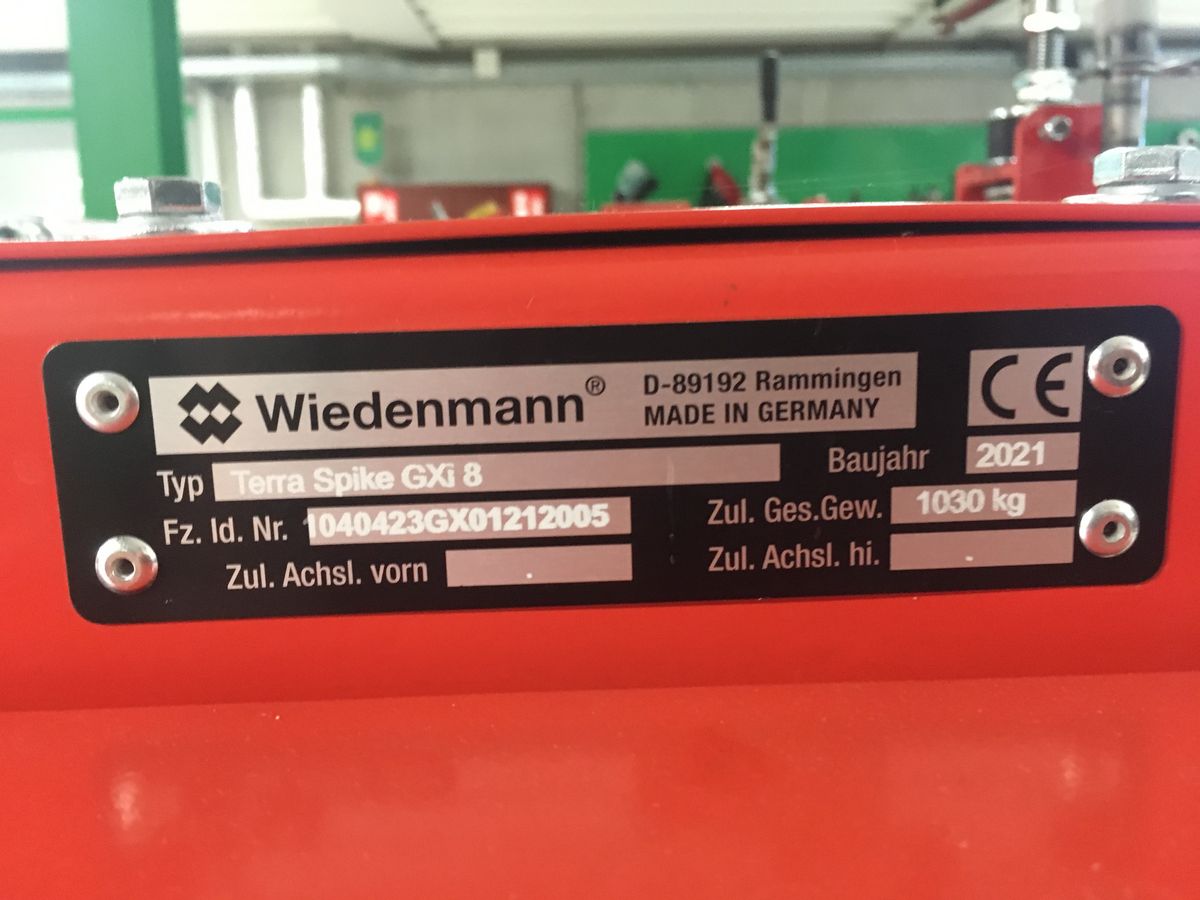 Wiedenmann® D-89192 Rammingen
MADE IN GERMANY
CE
Typ Terra Spike GXi 8
Baujahr 2021
Fz. Id. Nr. 1040423GX01212005
Zul. Ges.Gew. 1030 kg
Zul. Achsl. vorn .
Zul. Achsl. hi. .